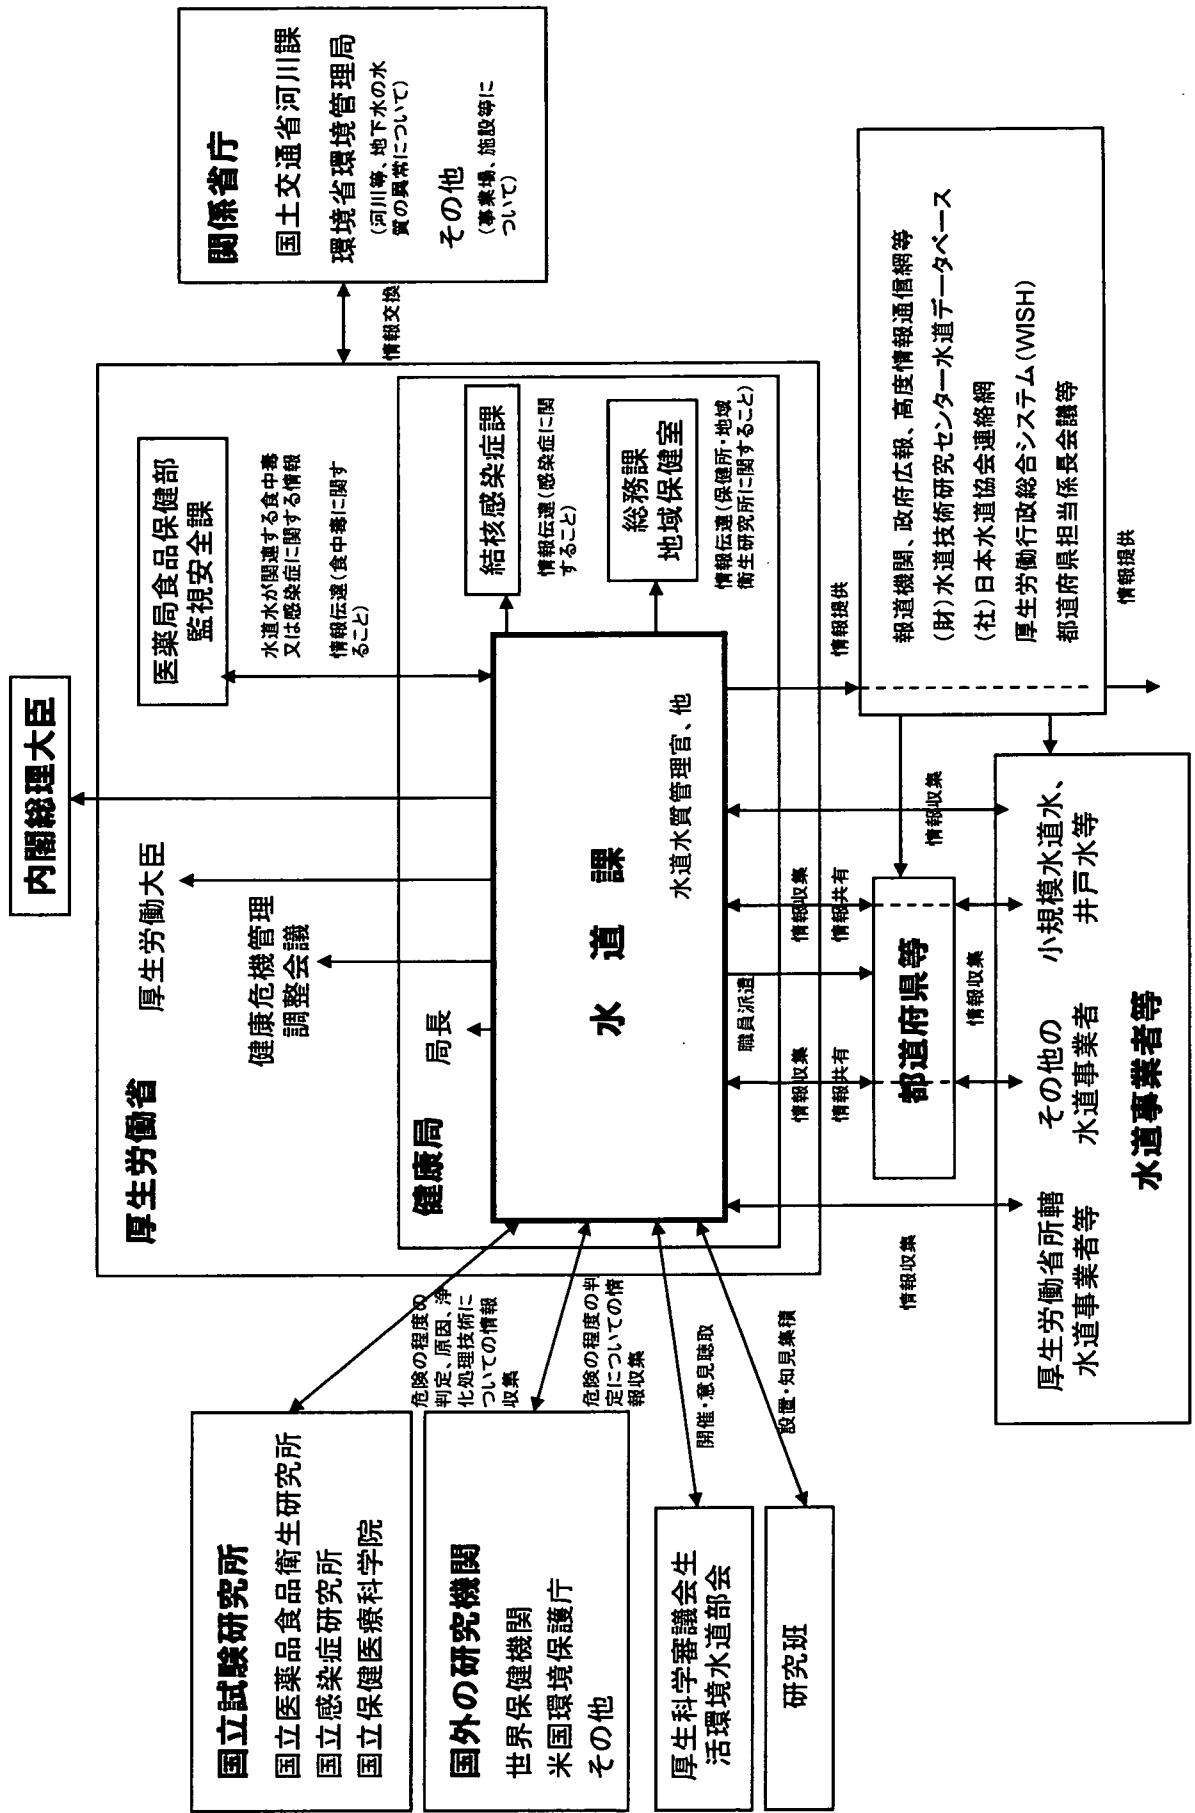 内閣総理大臣
厚生労働省
厚生労働大臣
健康危機管理
調整会議
医薬局食品保健部
監視安全課
水道水が関連する食中毒
又は感染症に関する情報
情報伝達(食中毒に関す
ること)
関係省庁
国土交通省河川課
環境省環境管理局
(河川等、地下水の水
質の異常について)
その他
(事業場、施設等に
ついて)
情報交換
健康局
局長
結核感染症課
情報伝達(感染症に関
すること)
総務課
地域保健室
情報伝達(保健所・地域
衛生研究所に関すること)
水 道 課
水道水質管理官、他
国立試験研究所
国立医薬品食品衛生研究所
国立感染症研究所
国立保健医療科学院
危険の程度の
判定、原因、浄
化処理技術に
ついての情報
収集
国外の研究機関
世界保健機関
米国環境保護庁
その他
危険の程度の判
定についての情
報収集
厚生科学審議会生
活環境水道部会
開催・意見聴取
研究班
設置・知見集積
情報収集
情報収集
情報共有
職員派遣
情報収集
情報共有
情報収集
情報提供
都道府県等
情報収集
報道機関、政府広報、高度情報通信網等
(財)水道技術研究センター水道データベース
(社)日本水道協会連絡網
厚生労働行政総合システム(WISH)
都道府県担当係長会議等
情報提供
厚生労働省所轄
水道事業者等
その他の
水道事業者
小規模水道水、
井戸水等
水道事業者等